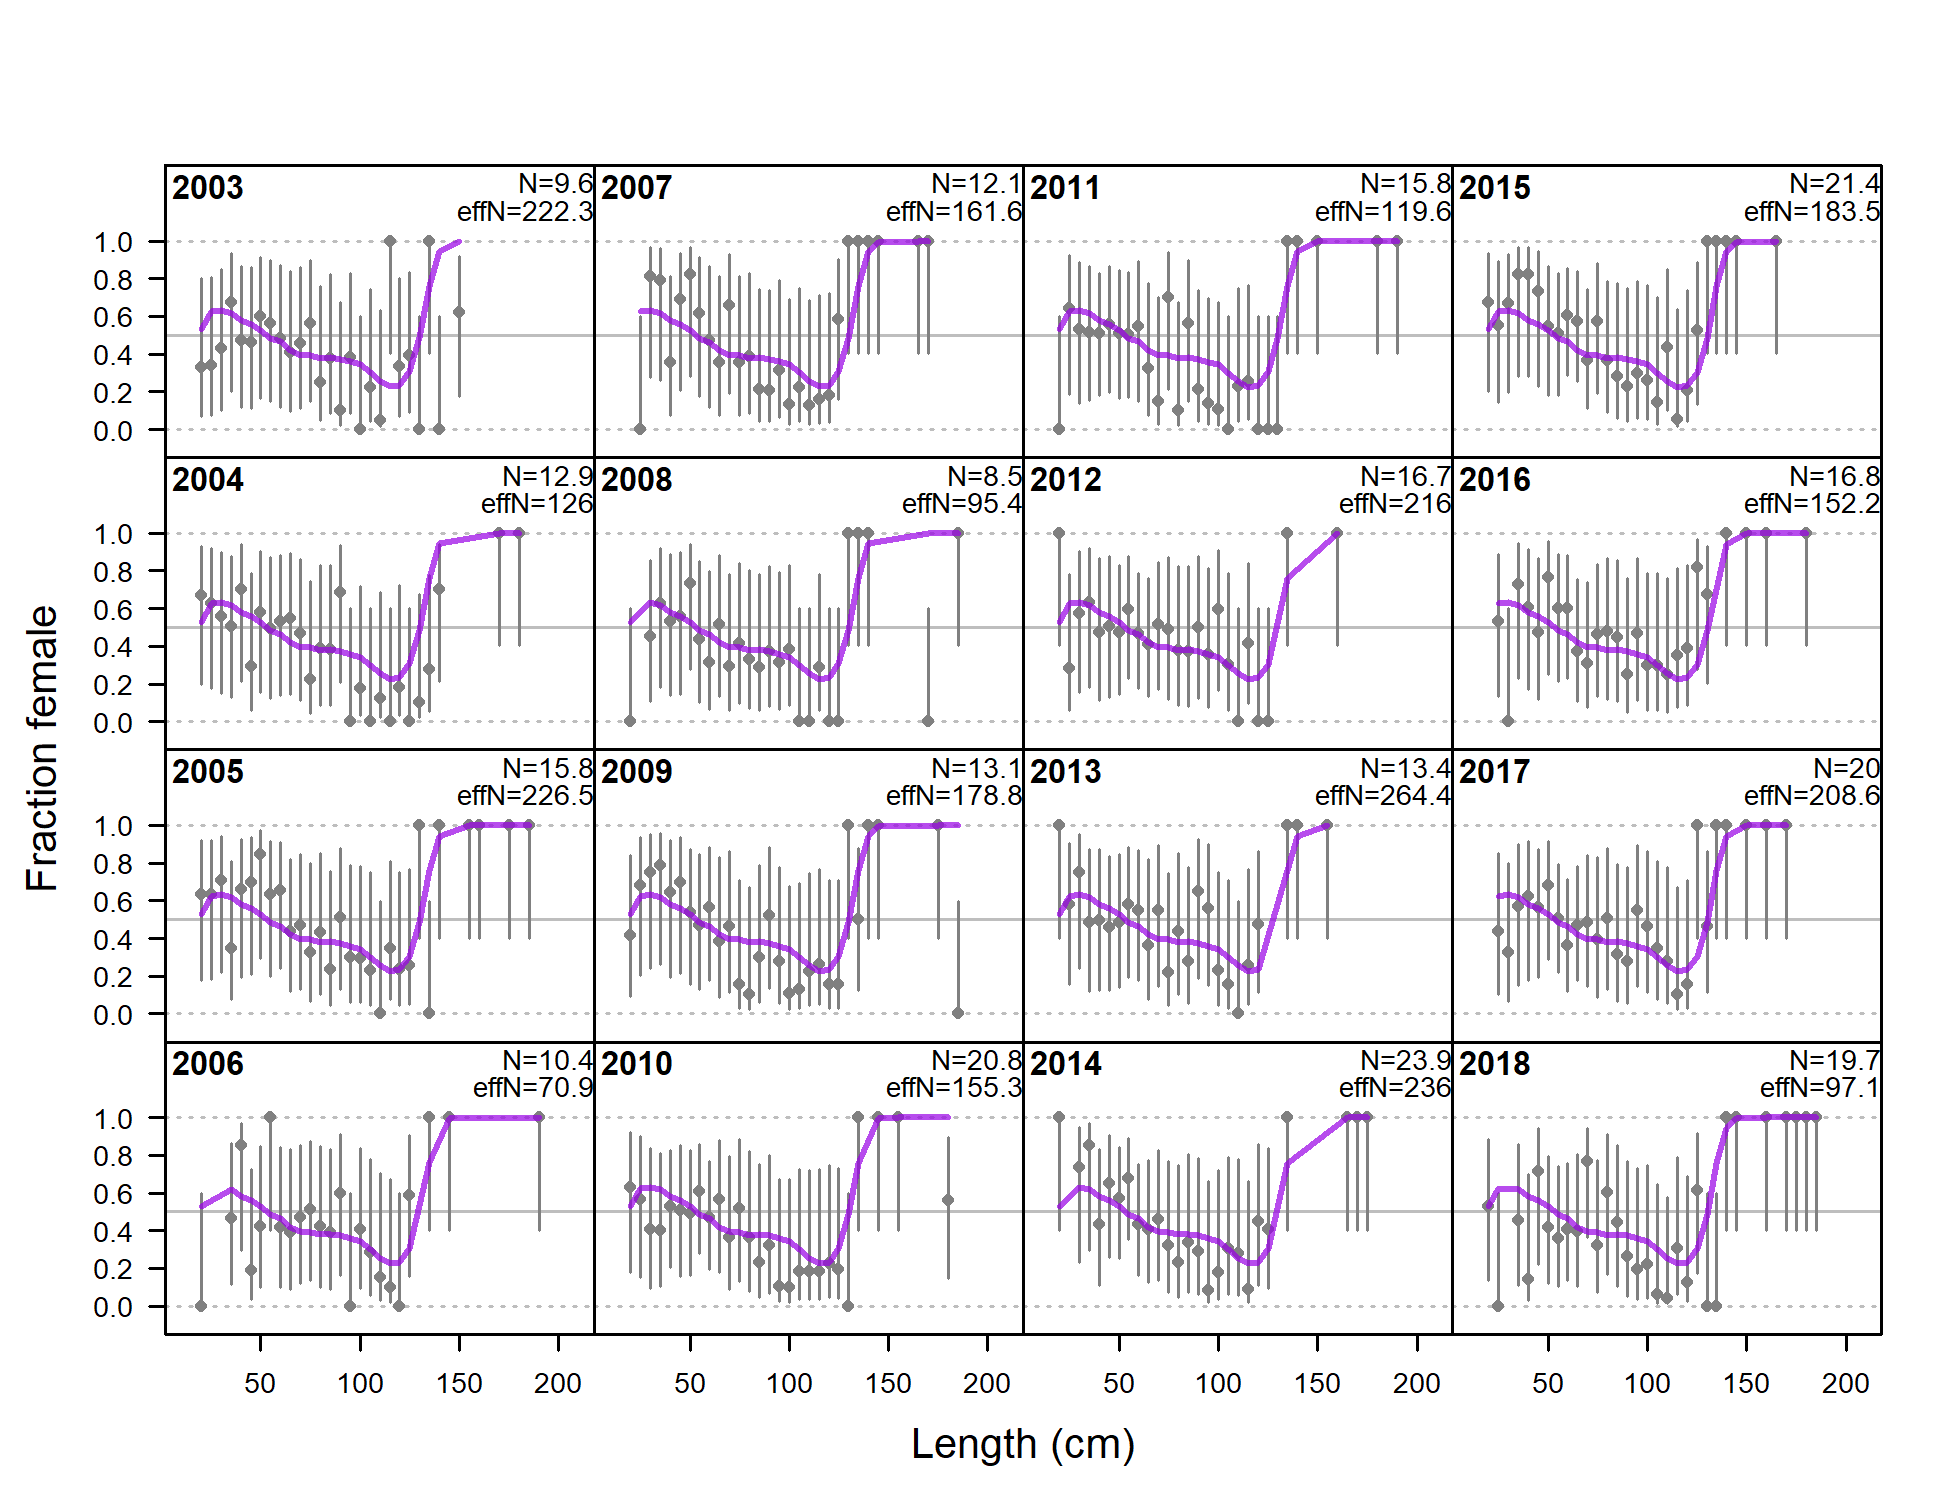 2003 N=9.6 2007 N=12.1 2011 N=15.8 2015 N=21.4
effN=222.3 effN=161.6 effN=119.6 effN=183.5
1.0
0.8
0.6
0.4
0.2
0.0
2004 N=12.9 2008 N=8.5 2012 N=16.7 2016 N=16.8
effN=126 effN=95.4 effN=216 effN=152.2
1.0
0.8
0.6
0.4
0.2
0.0
2005 N=15.8 2009 N=13.1 2013 N=13.4 2017 N=20
effN=226.5 effN=178.8 effN=264.4 effN=208.6
1.0
0.8
0.6
0.4
0.2
0.0
2006 N=10.4 2010 N=20.8 2014 N=23.9 2018 N=19.7
effN=70.9 effN=155.3 effN=236 effN=97.1
1.0
0.8
0.6
0.4
0.2
0.0
Fraction female
50 100 150 200 50 100 150 200 50 100 150 200 50 100 150 200
Length (cm)